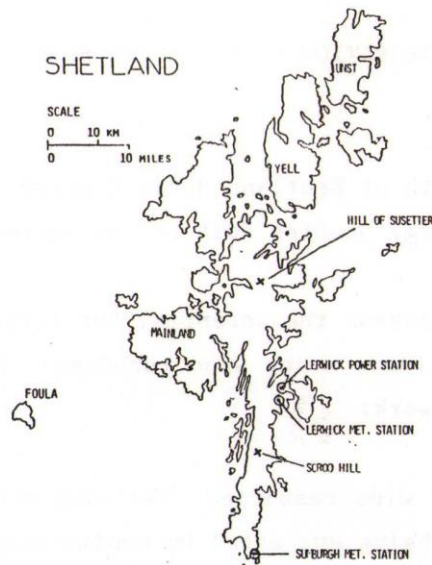 SHETLAND
SCALE
0 10 KM
0 10 MILES
UNST
YELL
HILL OF SUSETTER
MAINLAND
LERWICK POWER STATION
FOULA
LERWICK MET. STATION
SCROO HILL
SUMBURGH MET. STATION